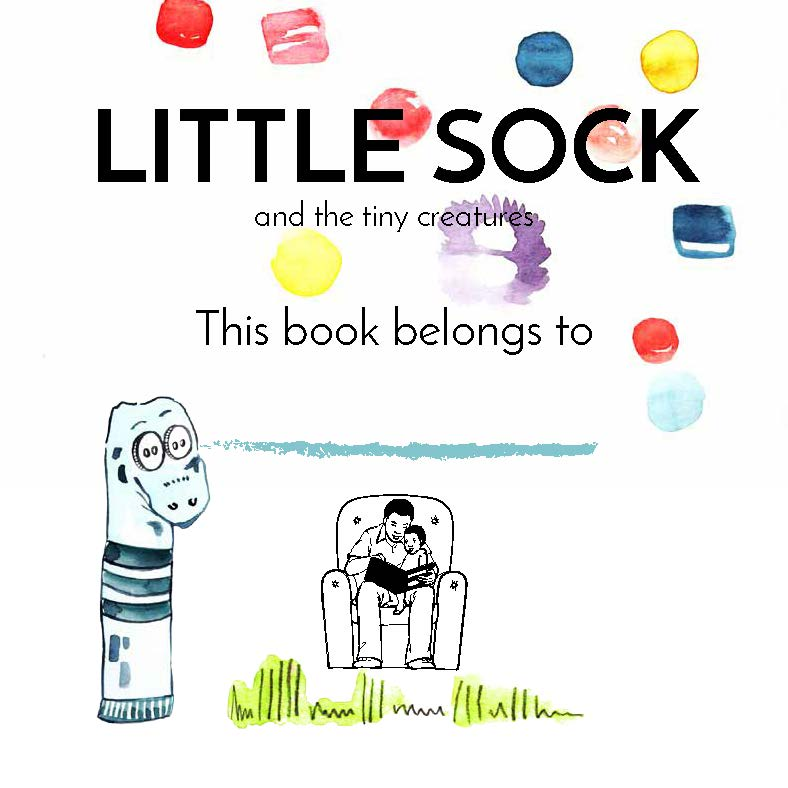 LITTLE SOCK
and the tiny creatures
This book belongs to